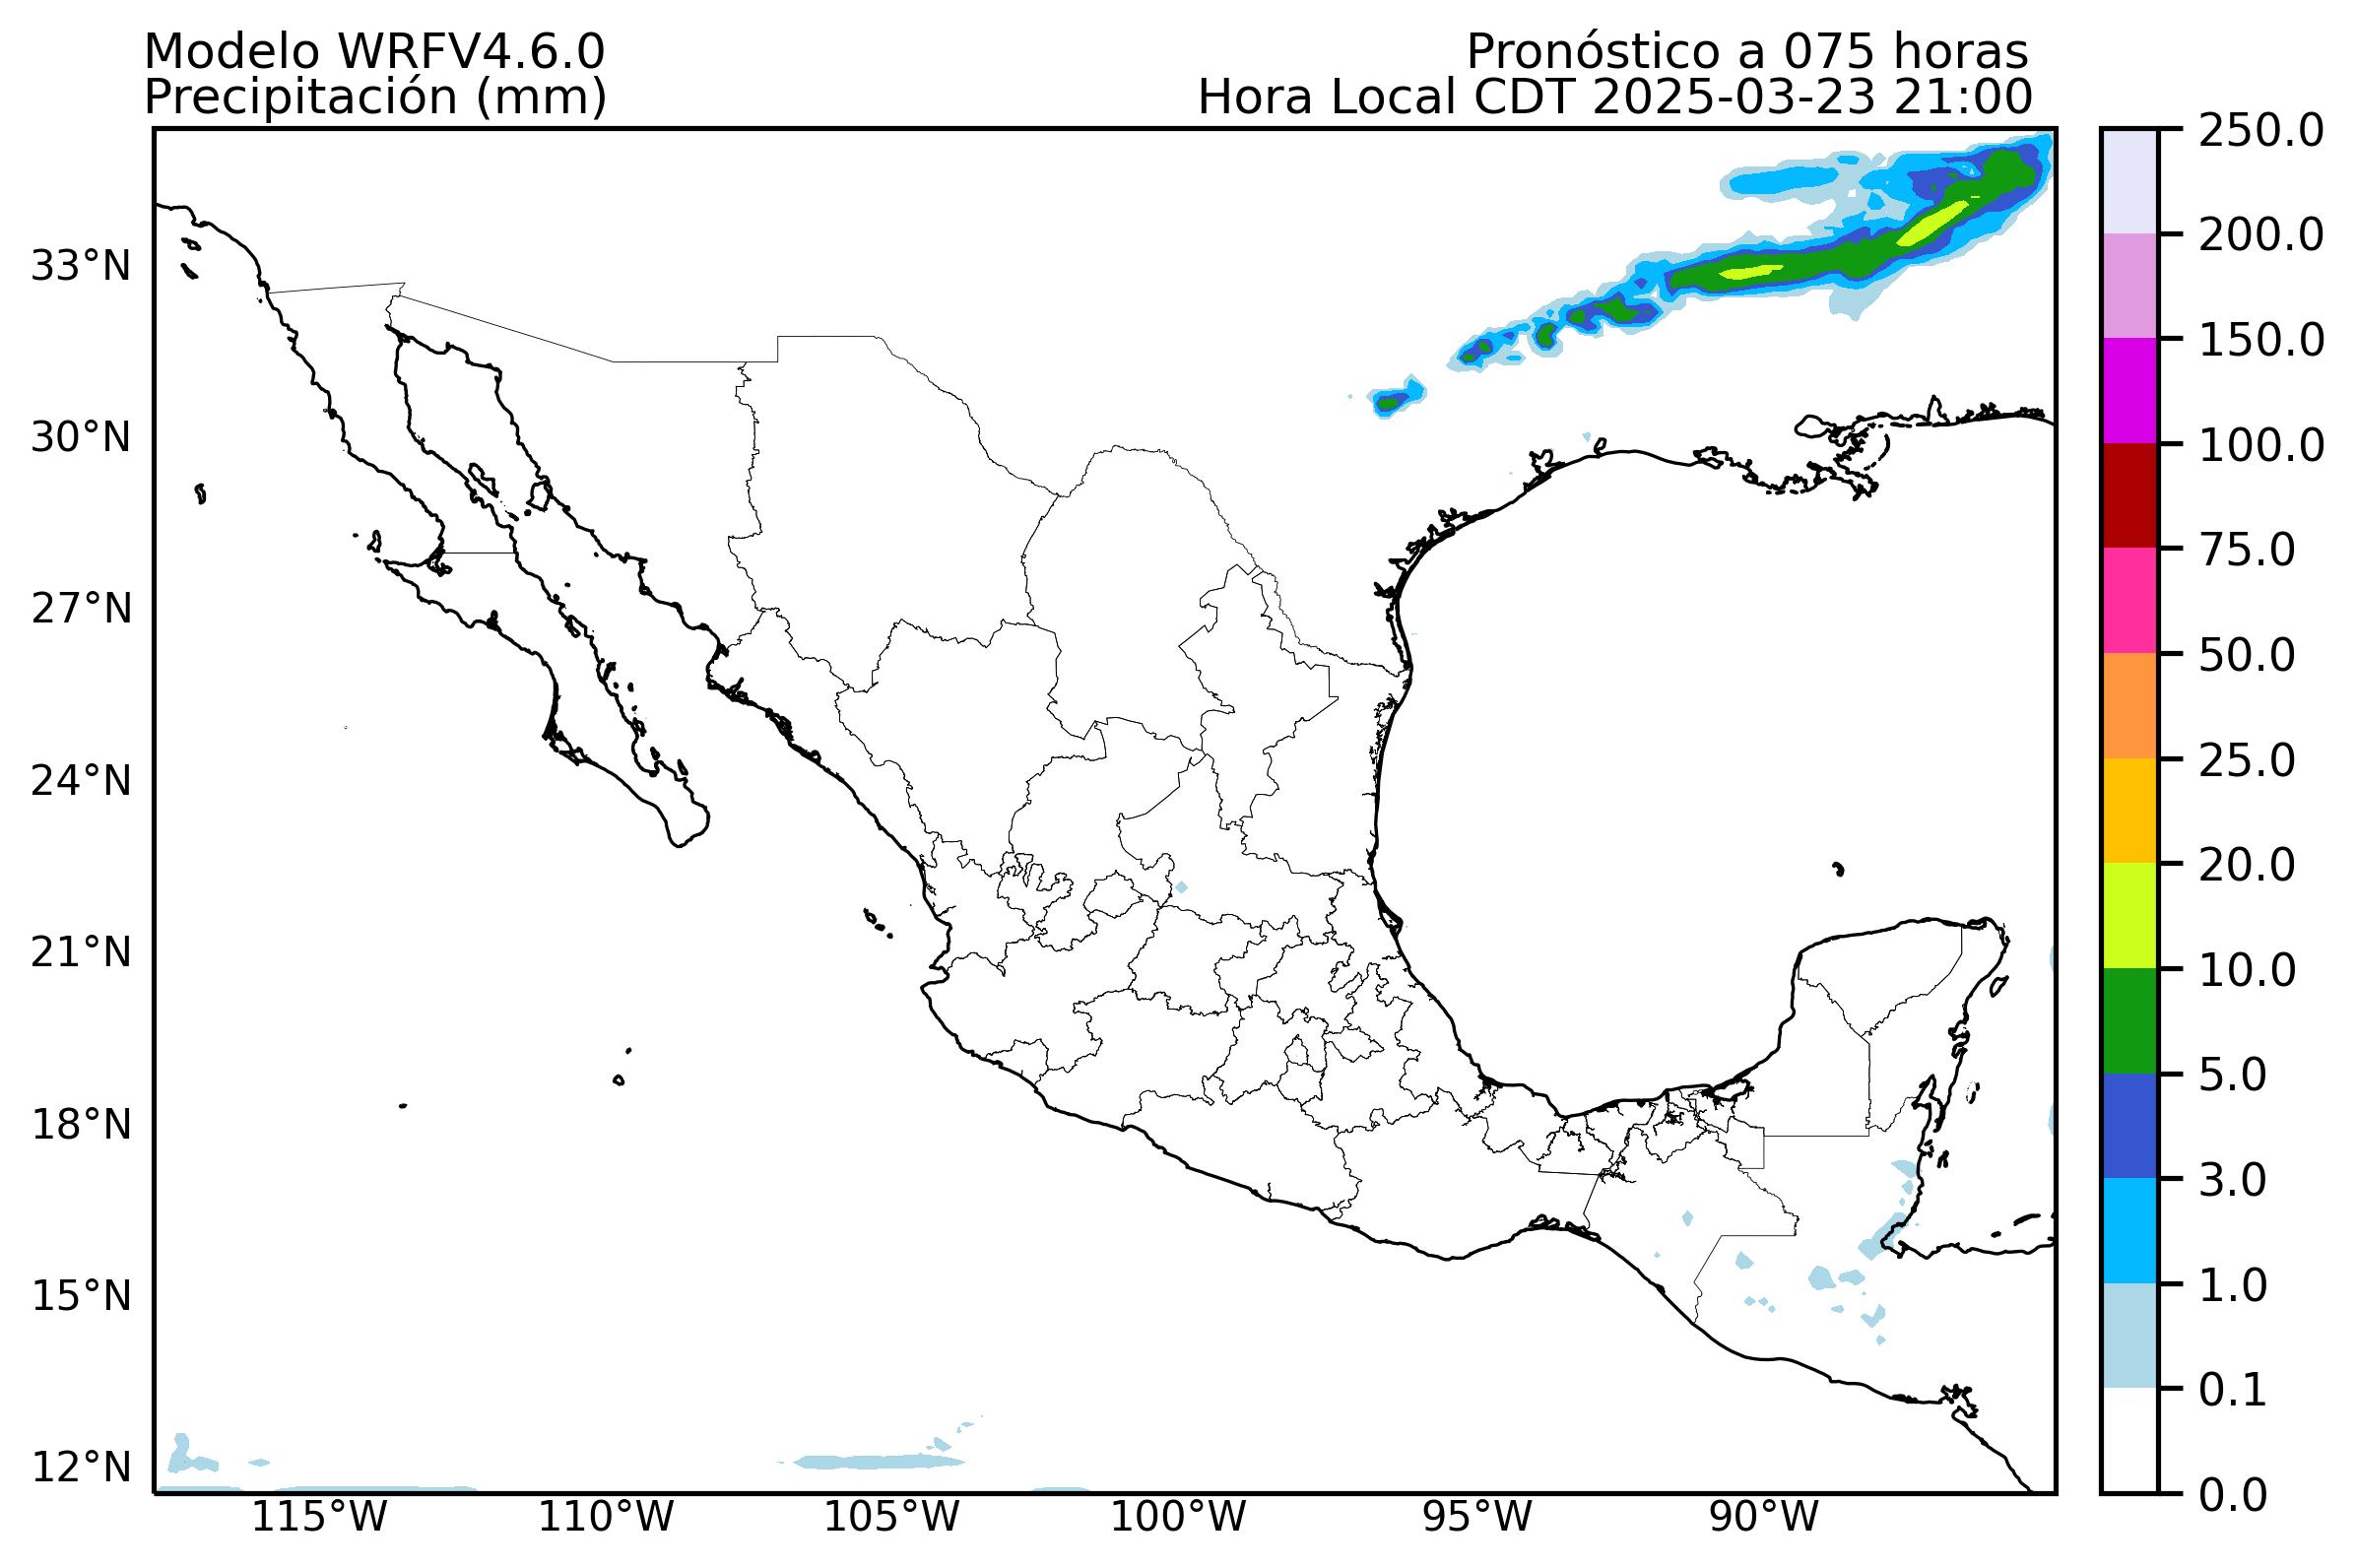 Modelo WRFV4.6.0
Precipitación (mm)
Pronóstico a 075 horas
Hora Local CDT 2025-03-23 21:00
33°N
30°N
27°N
24°N
21°N
18°N
15°N
12°N
115°W
110°W
105°W
100°W
95°W
90°W
250.0
200.0
150.0
100.0
75.0
50.0
25.0
20.0
10.0
5.0
3.0
1.0
0.1
0.0